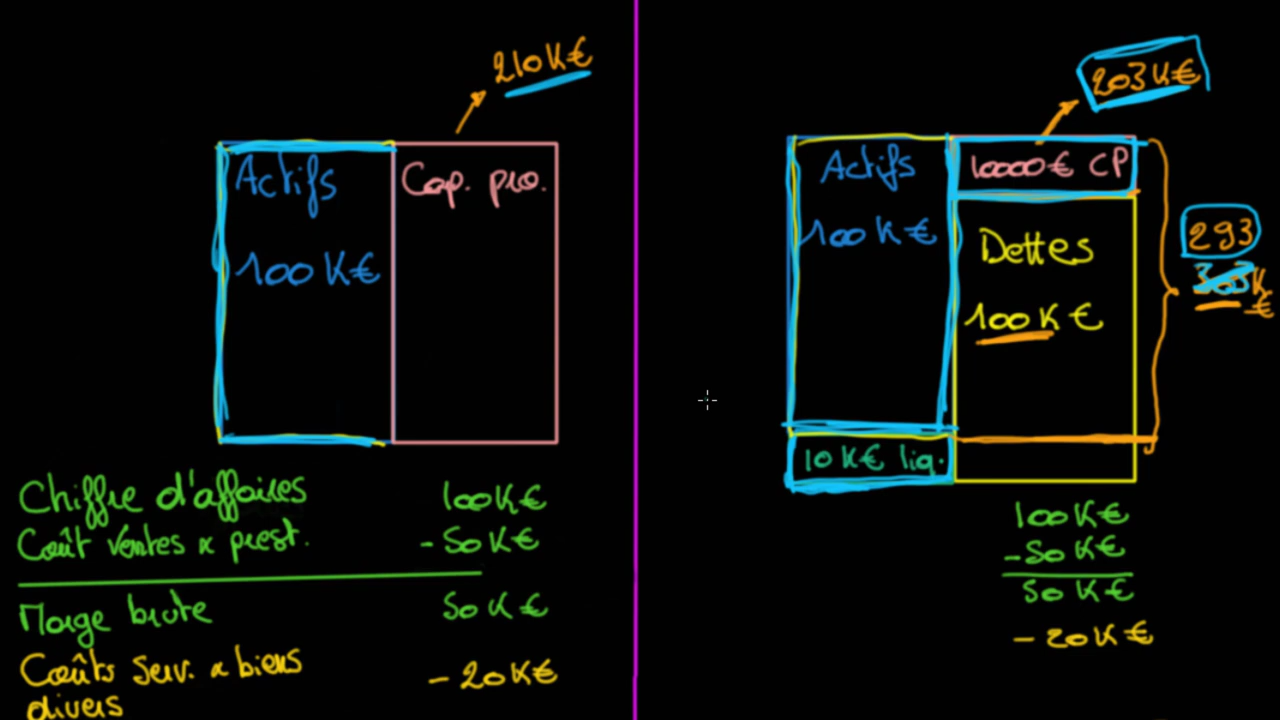 210K€
Actifs
Cap. pro.
100K€
Chiffre d'affaires 100K€
Coût ventes & prest. - 50K€
Marge brute 50K€
Coûts serv. & biens - 20K€
divers
203K€
Actifs
10000€ CP
100K€
Dettes
100K€
293
303K
€
10K€ liq.
100K€
- 50K€
50K€
- 20K€